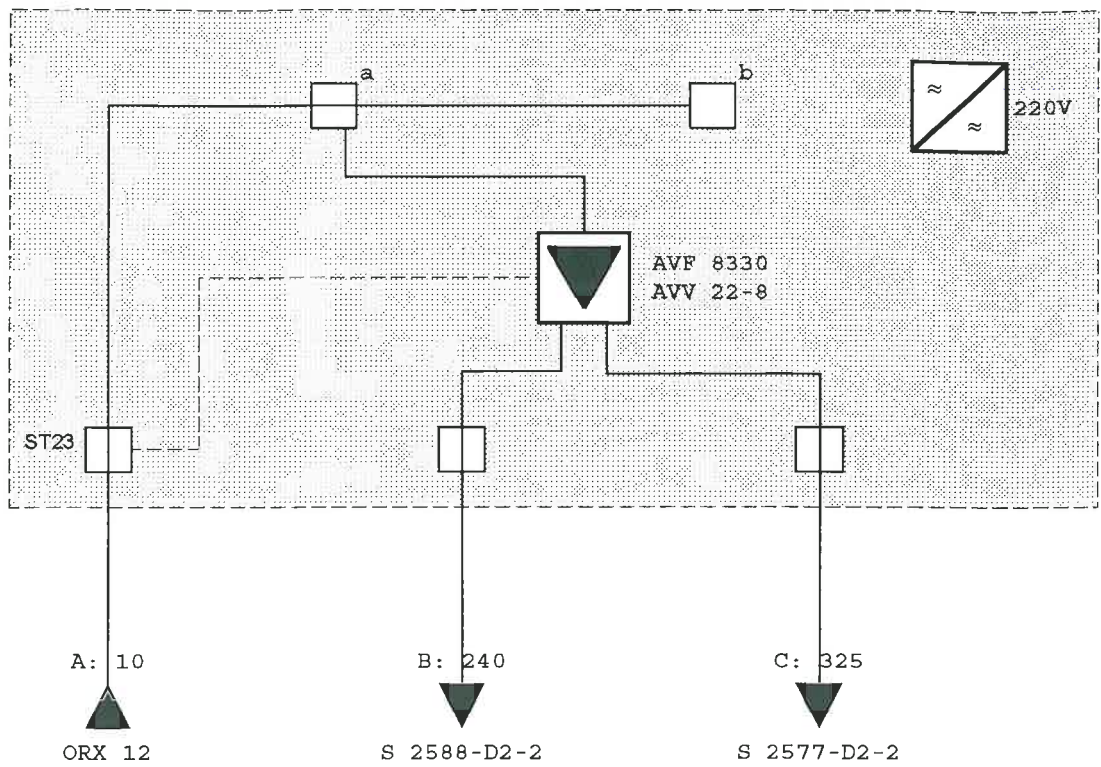 a
b
≈
≈
220V
AVF 8330
AVV 22-8
ST23
A: 10
B: 240
C: 325
ORX 12
S 2588-D2-2
S 2577-D2-2